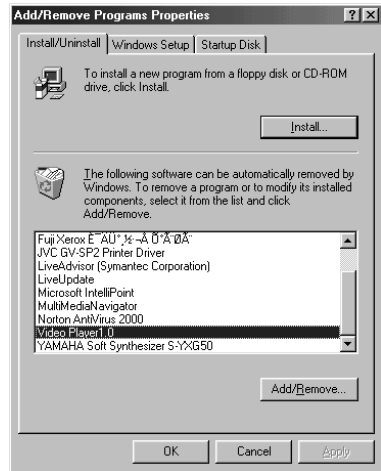 Add/Remove Programs Properties
Install/Uninstall Windows Setup Startup Disk
To install a new program from a floppy disk or CD-ROM
drive, click Install.
Install...
The following software can be automatically removed by
Windows. To remove a program or to modify its installed
components, select it from the list and click
Add/Remove.
Fuji Xerox
JVC GV-SP2 Printer Driver
LiveAdvisor (Symantec Corporation)
LiveUpdate
Microsoft IntelliPoint
MultiMediaNavigator
Norton AntiVirus 2000
Video Player1.0
YAMAHA Soft Synthesizer S-YXG50
Add/Remove...
OK Cancel Apply